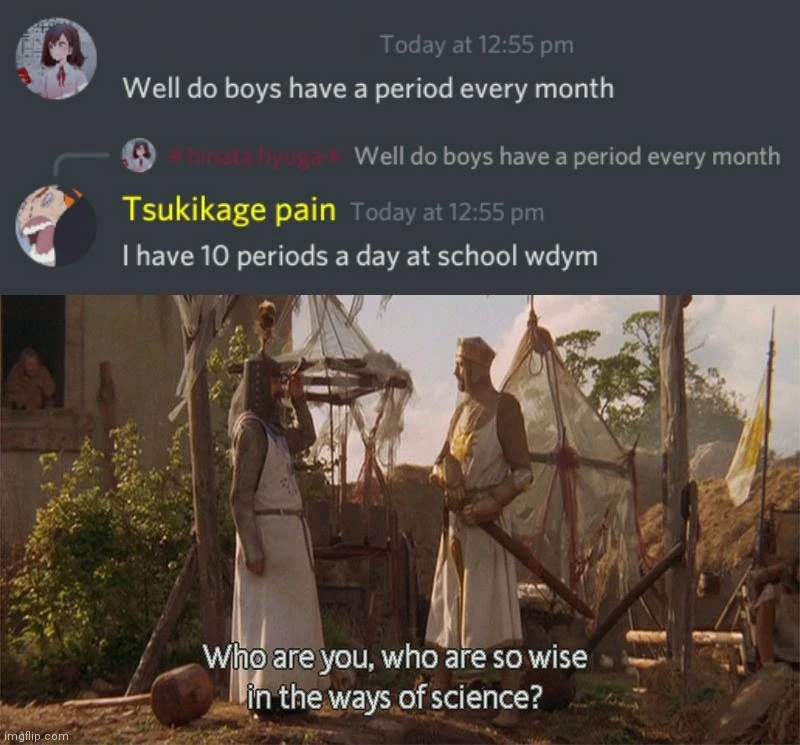 Today at 12:55 pm
Well do boys have a period every month
*hinata hyuga* Well do boys have a period every month
Tsukikage pain Today at 12:55 pm
I have 10 periods a day at school wdym
Who are you, who are so wise
in the ways of science?
imgflip.com